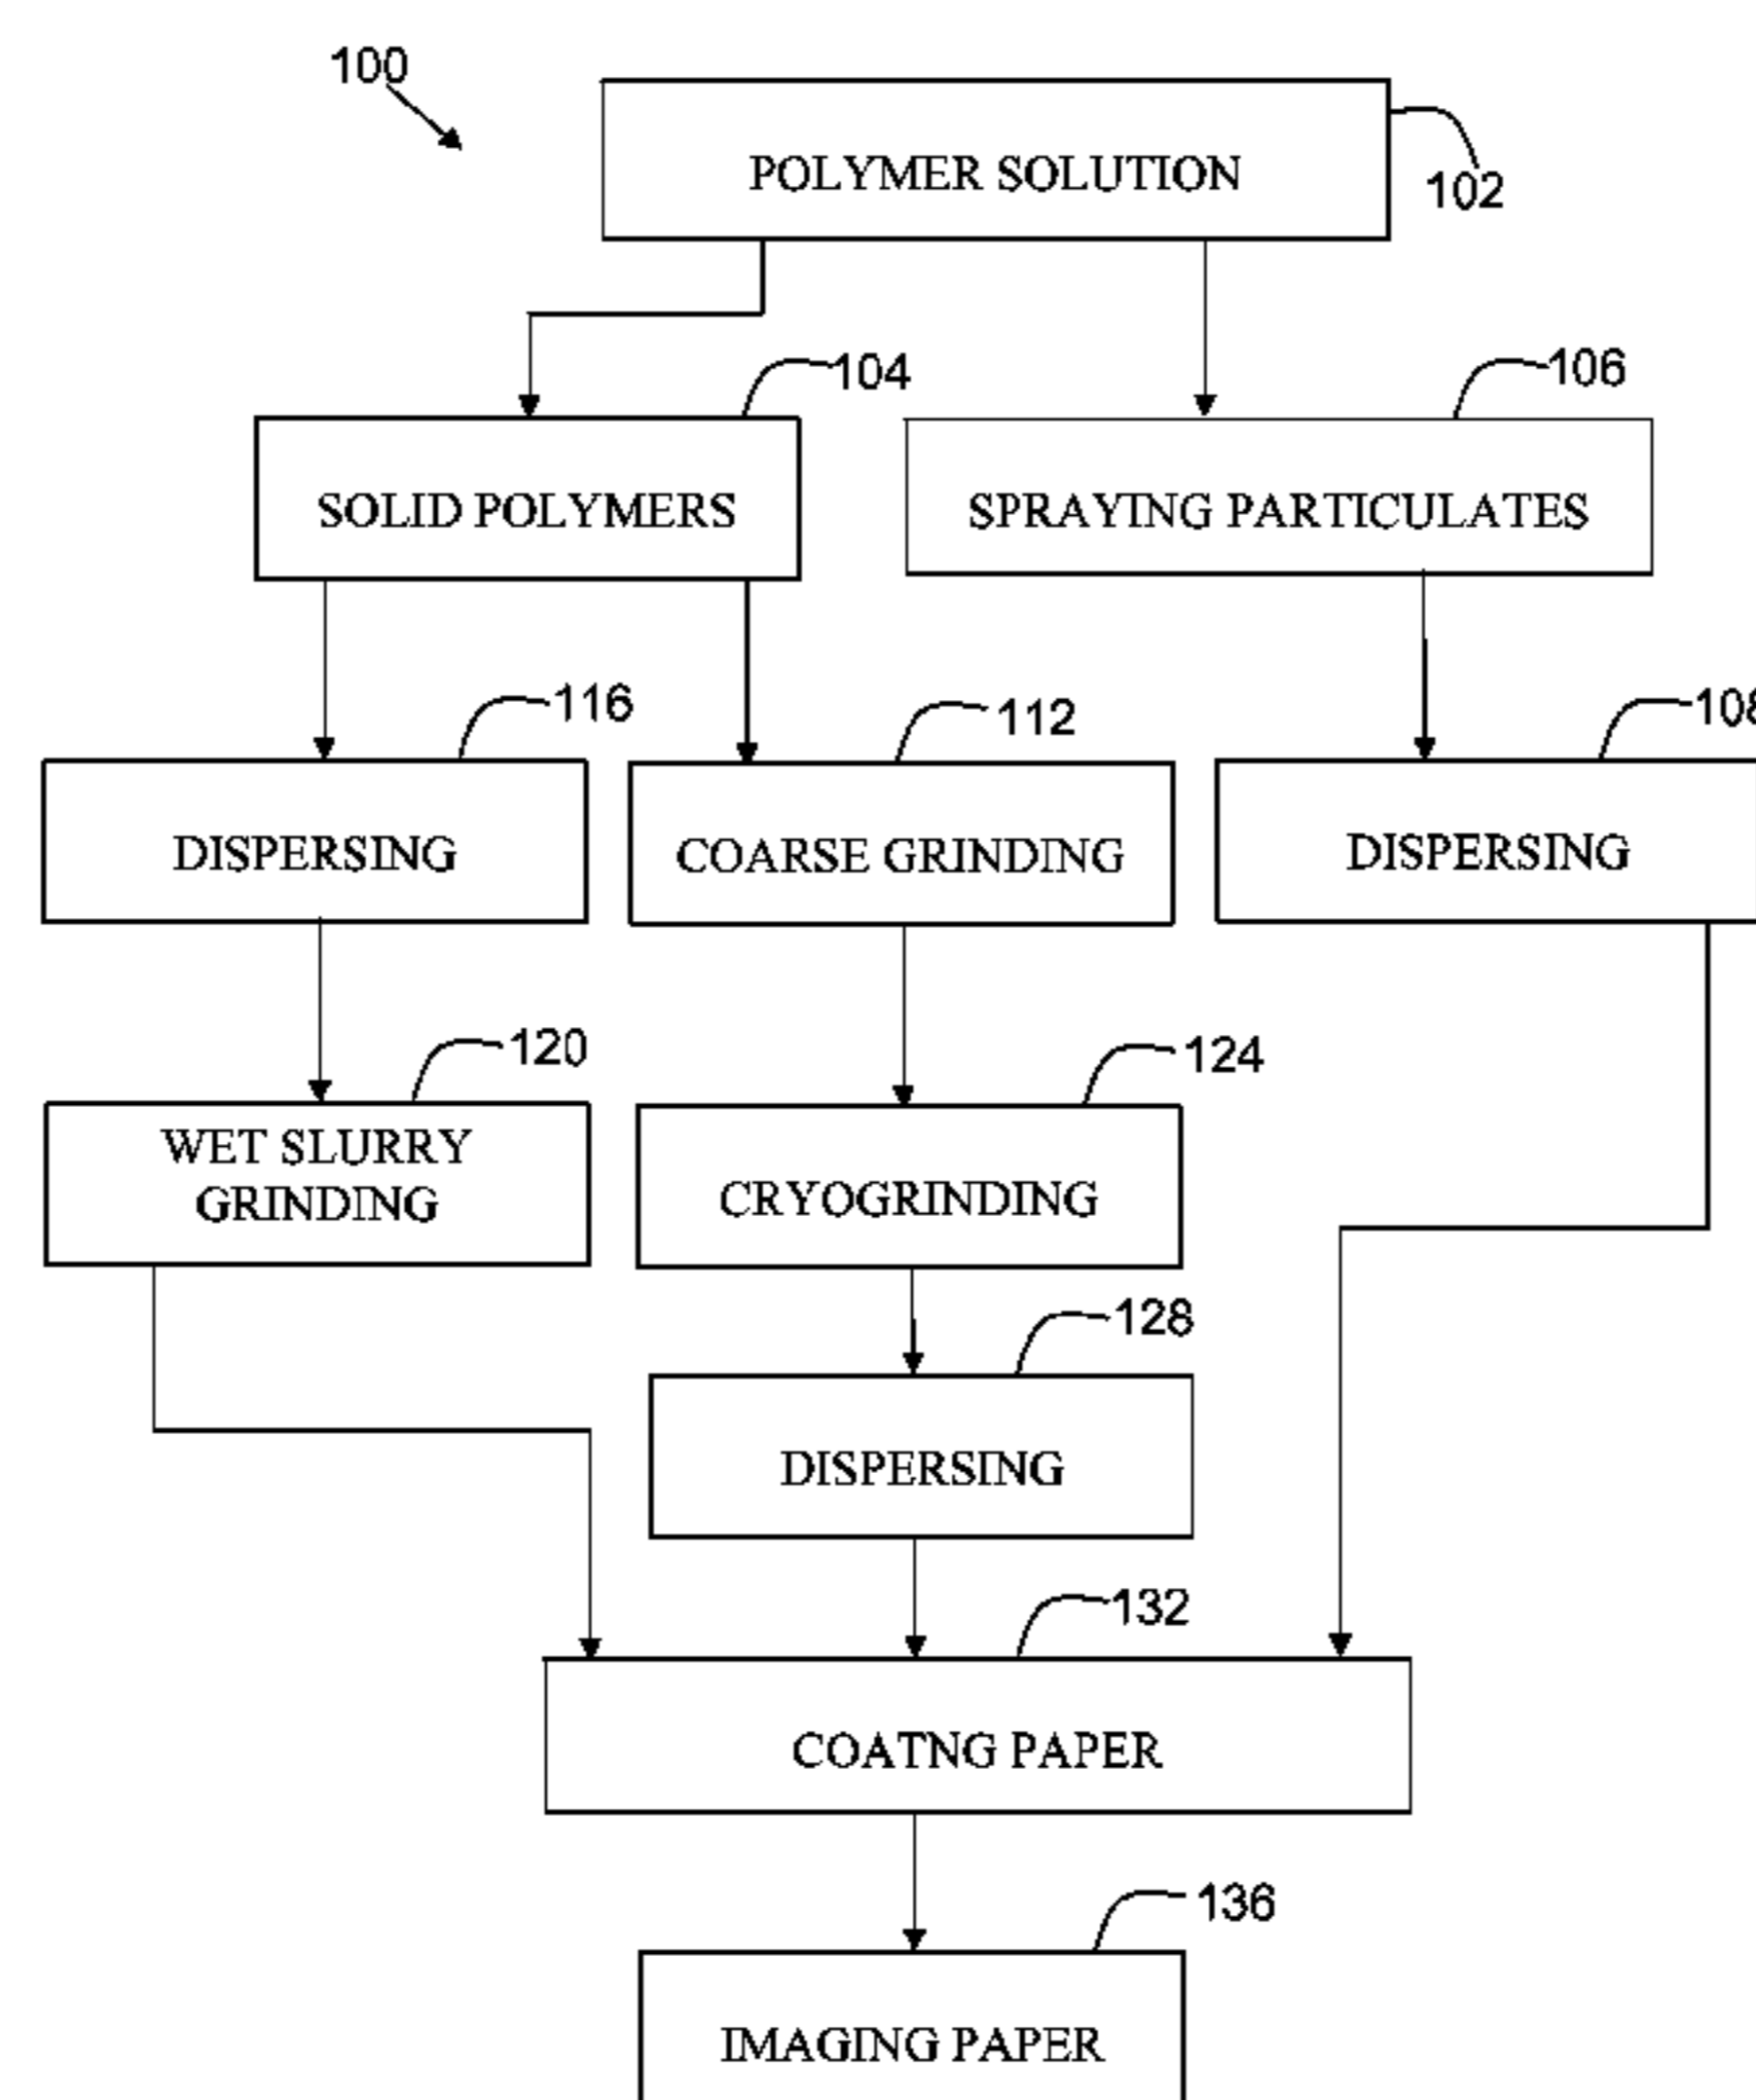 100
POLYMER SOLUTION
102
104
106
SOLID POLYMERS
SPRAYING PARTICULATES
116
112
108
DISPERSING
COARSE GRINDING
DISPERSING
120
124
WET SLURRY
GRINDING
CRYOGRINDING
128
DISPERSING
132
COATNG PAPER
136
IMAGING PAPER